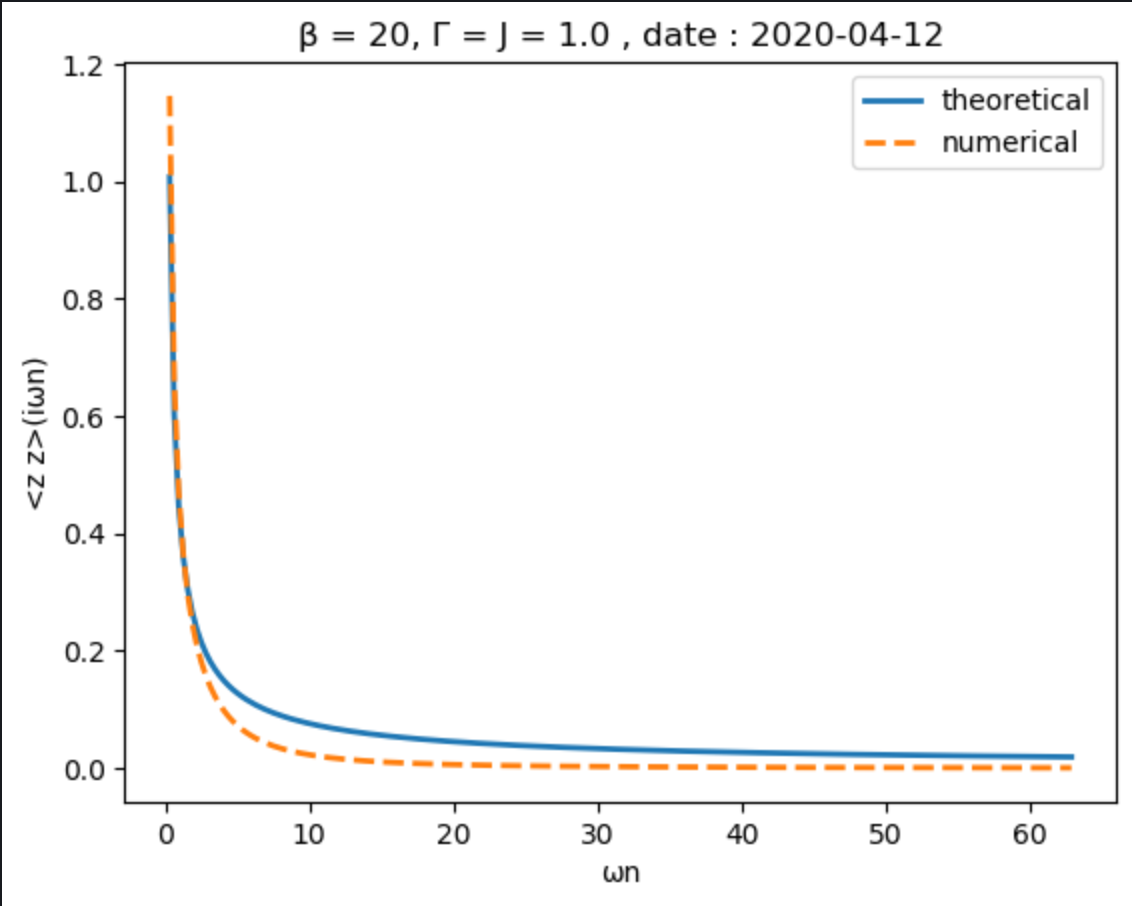 β = 20, Γ = J = 1.0 , date : 2020-04-12
theoretical
numerical
<z z>(iωn)
1.2
1.0
0.8
0.6
0.4
0.2
0.0
0 10 20 30 40 50 60
ωn